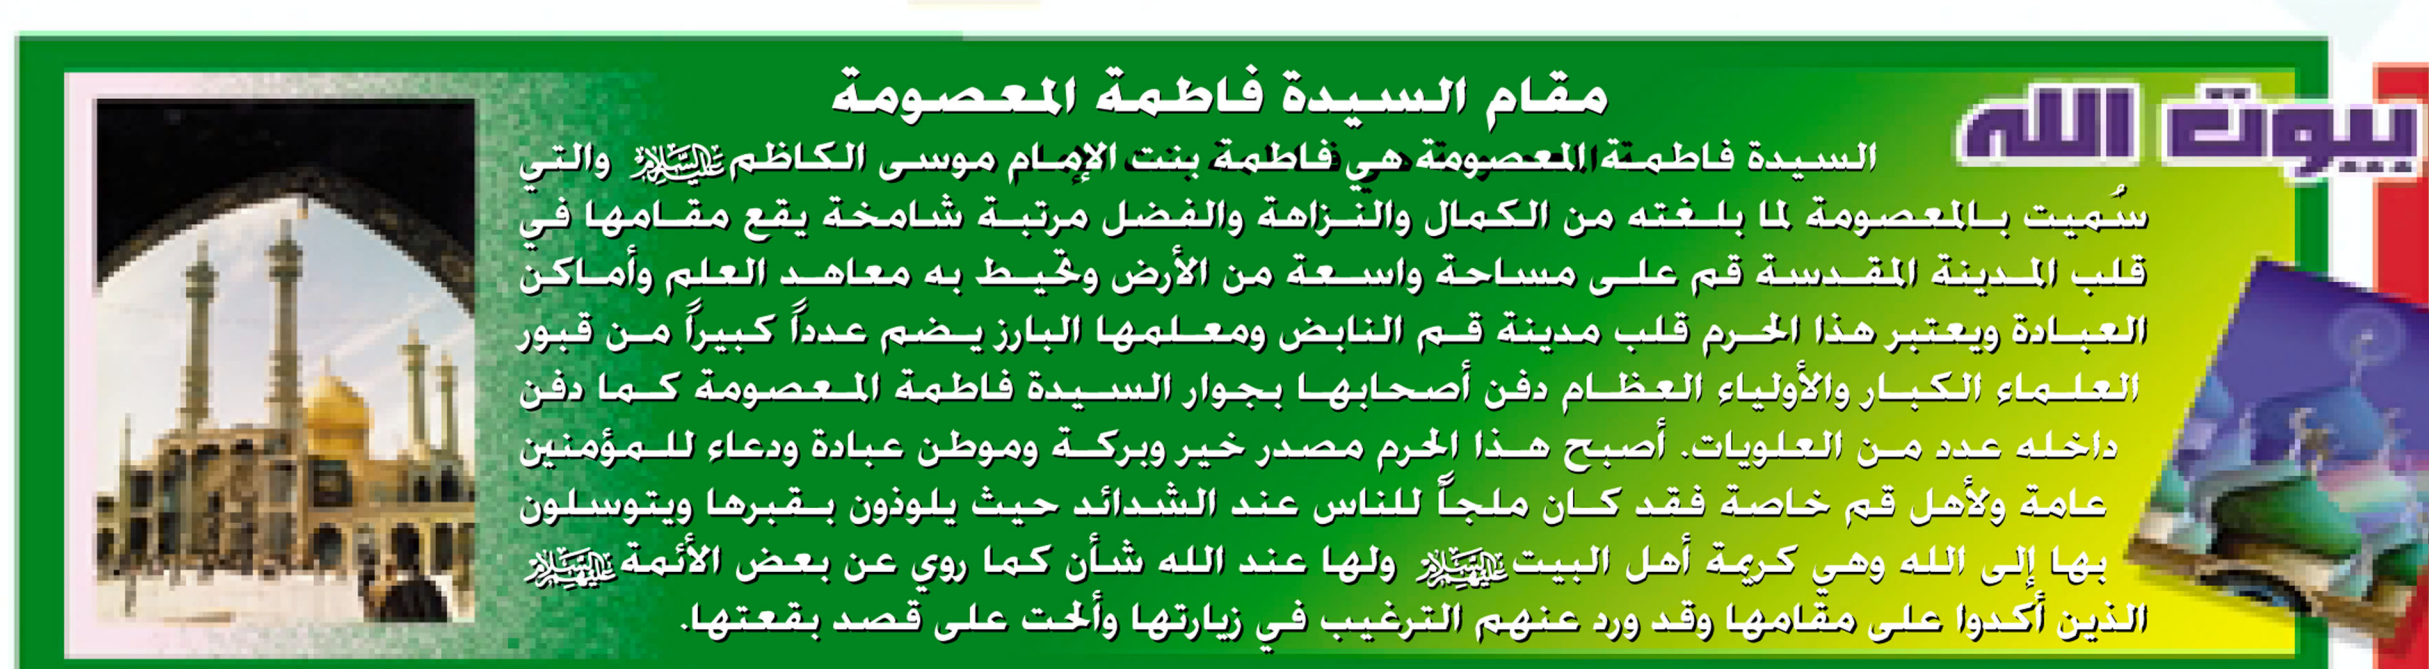 بيوت الله
مقام السيدة فاطمة المعصومة
السيدة فاطمة المعصومة هي فاطمة بنت الإمام موسى الكاظم عليه السلام والتي
سُميت بالمعصومة لما بلغته من الكمال والنزاهة والفضل مرتبة شامخة يقع مقامها في
قلب المدينة المقدسة قم على مساحة واسعة من الأرض وتحيط به معاهد العلم وأماكن
العبادة ويعتبر هذا الحرم قلب مدينة قم النابض ومعلمها البارز يضم عدداً كبيراً من قبور
العلماء الكبار والأولياء العظام دفن أصحابها بجوار السيدة فاطمة المعصومة كما دفن
داخله عدد من العلويات. أصبح هذا الحرم مصدر خير وبركة وموطن عبادة ودعاء للمؤمنين
عامة ولأهل قم خاصة فقد كان ملجأً للناس عند الشدائد حيث يلوذون بقبرها ويتوسلون
بها إلى الله وهي كريمة أهل البيت عليهم السلام ولها عند الله شأن كما روي عن بعض الأئمة عليهم السلام
الذين أكدوا على مقامها وقد ورد عنهم الترغيب في زيارتها وألحت على قصد بقعتها.